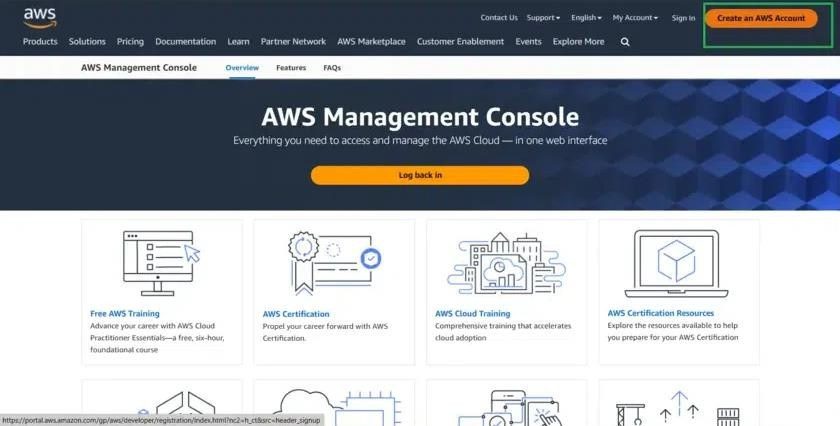 aws
Contact Us Support English My Account Sign In Create an AWS Account
Products Solutions Pricing Documentation Learn Partner Network AWS Marketplace Customer Enablement Events Explore More
AWS Management Console Overview Features FAQs
AWS Management Console
Everything you need to access and manage the AWS Cloud — in one web interface
Log back in
Free AWS Training
Advance your career with AWS Cloud
Practitioner Essentials—a free, six-hour,
foundational course
AWS Certification
Propel your career forward with AWS
Certification.
AWS Cloud Training
Comprehensive training that accelerates
cloud adoption
AWS Certification Resources
Explore the resources available to help
you prepare for your AWS Certification
https://portal.aws.amazon.com/gp/aws/developer/registration/index.html?nc2=h_ct&src=header_signup